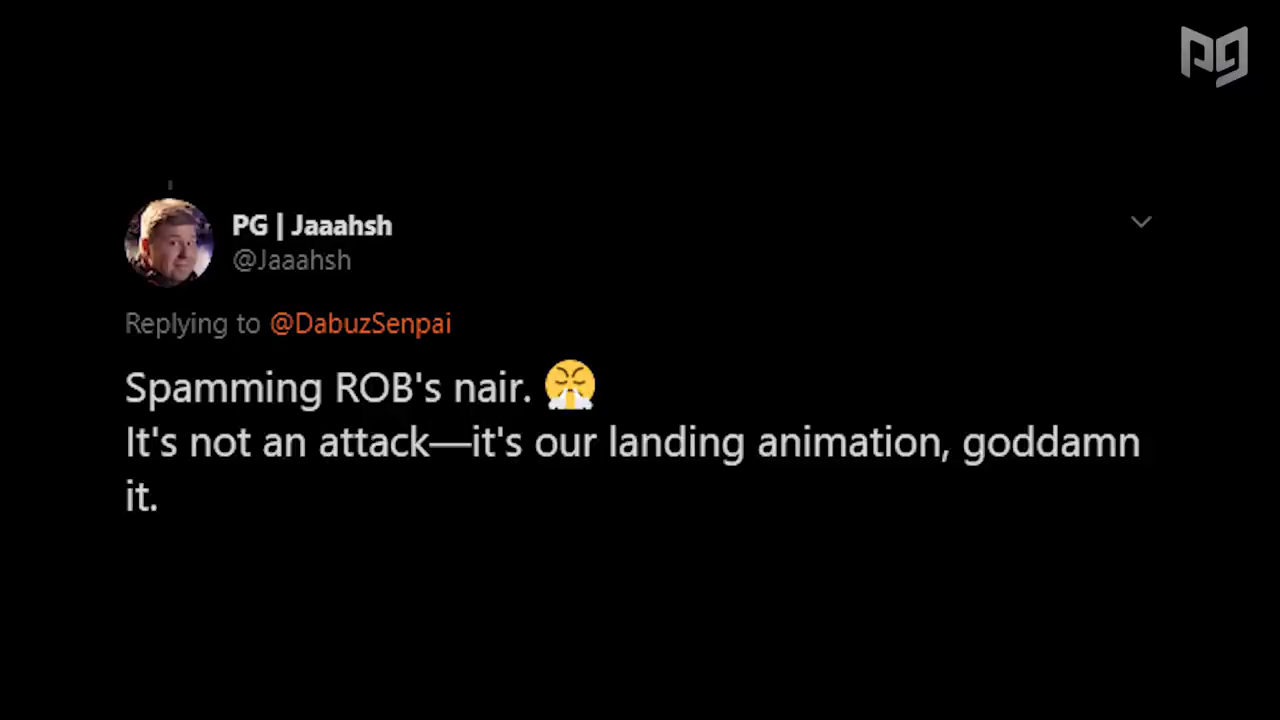 PG
PG | Jaaahsh
@Jaaahsh
Replying to @DabuzSenpai
Spamming ROB's nair. 😤
It's not an attack—it's our landing animation, goddamn
it.